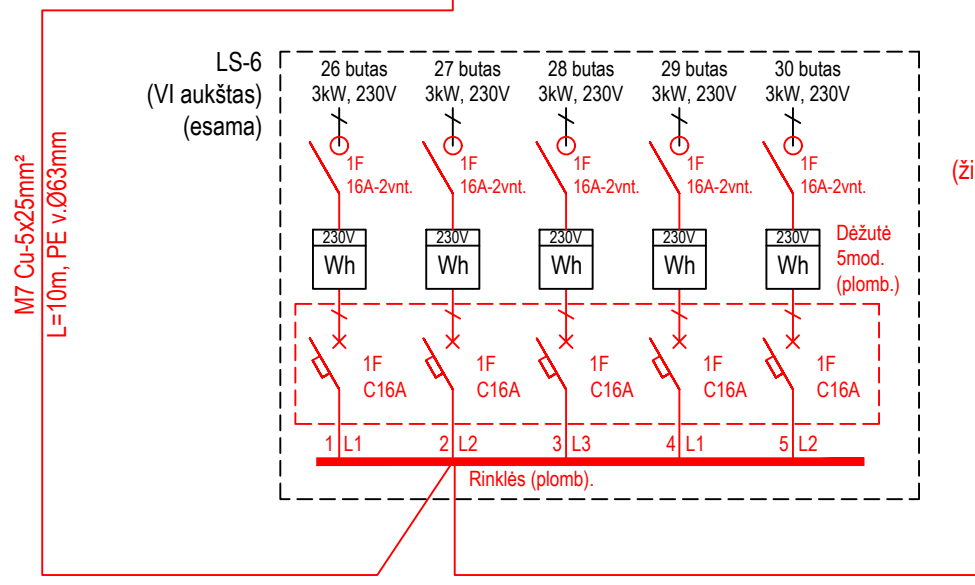 LS-6
(VI aukštas)
(esama)
26 butas
3kW, 230V
27 butas
3kW, 230V
28 butas
3kW, 230V
29 butas
3kW, 230V
30 butas
3kW, 230V
1F
16A-2vnt.
1F
16A-2vnt.
1F
16A-2vnt.
1F
16A-2vnt.
1F
16A-2vnt.
(ži
230V
Wh
230V
Wh
230V
Wh
230V
Wh
230V
Wh
Dėžutė
5mod.
(plomb.)
M7 Cu-5x25mm²
L=10m, PE v.Ø63mm
1F
C16A
1F
C16A
1F
C16A
1F
C16A
1F
C16A
1 L1
2 L2
3 L3
4 L1
5 L2
Rinklės (plomb).